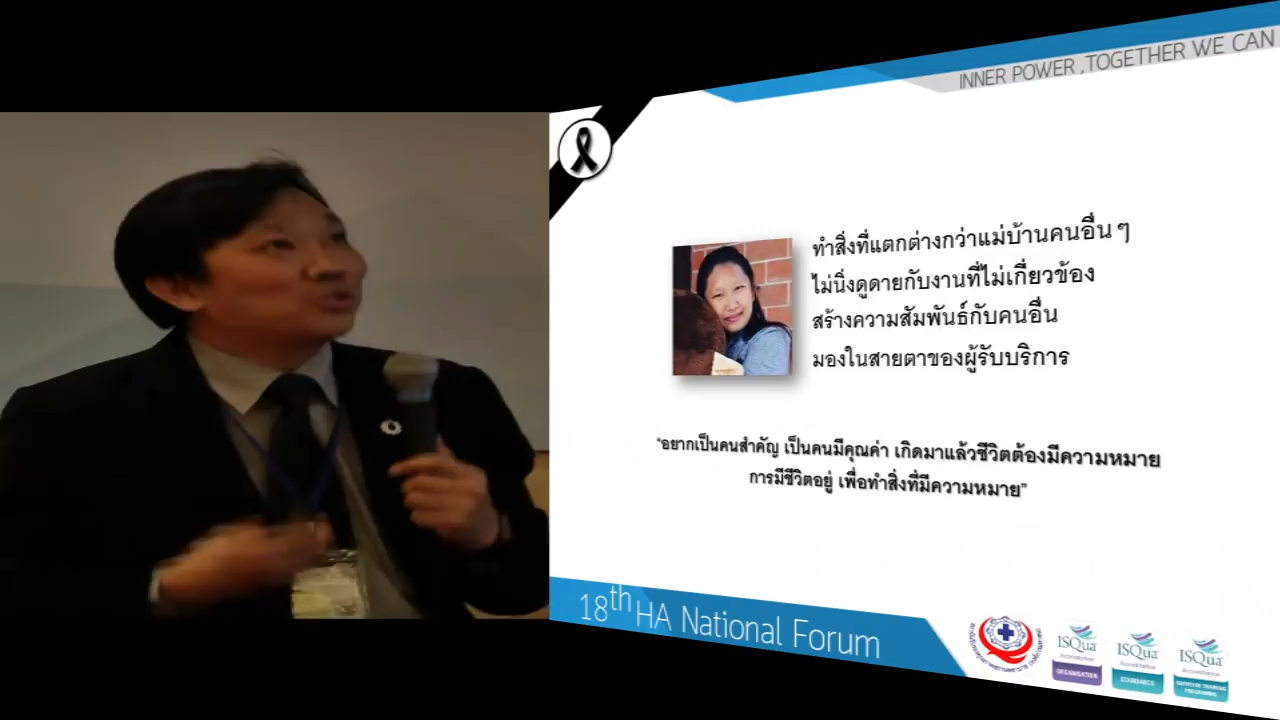 INNER POWER ,TOGETHER WE CAN
ทำสิ่งที่แตกต่างกว่าแม่บ้านคนอื่น ๆ
ไม่นิ่งดูดายกับงานที่ไม่เกี่ยวข้อง
สร้างความสัมพันธ์กับคนอื่น
มองในสายตาของผู้รับบริการ
“อยากเป็นคนสำคัญ เป็นคนมีคุณค่า เกิดมาแล้วชีวิตต้องมีความหมาย
การมีชีวิตอยู่ เพื่อทำสิ่งที่มีความหมาย”
INNER
TOGETHER WE CAN
18th HA National Forum
ISQua ISQua ISQua
Accreditation Accreditation Accreditation
ORGANISATION STANDARDS